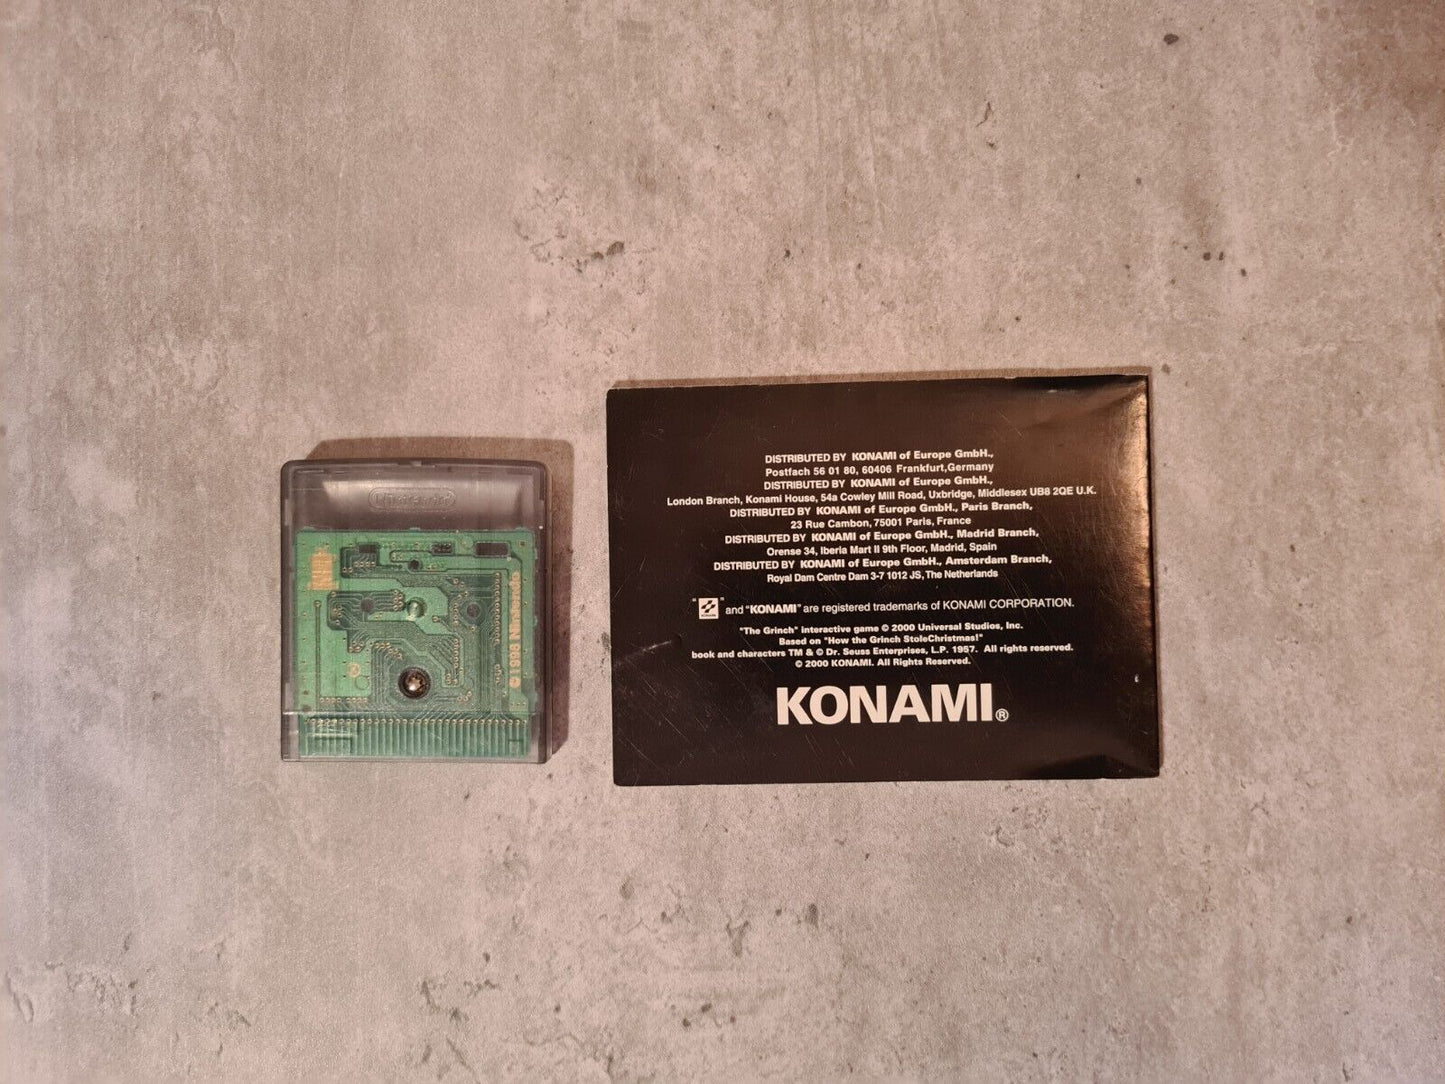 Nintendo
© 1998 Nintendo
DISTRIBUTED BY KONAMI of Europe GmbH.,
Postfach 56 01 80, 60406 Frankfurt,Germany
DISTRIBUTED BY KONAMI of Europe GmbH.,
London Branch, Konami House, 54a Cowley Mill Road, Uxbridge, Middlesex UB8 2QE U.K.
DISTRIBUTED BY KONAMI of Europe GmbH., Paris Branch,
23 Rue Cambon, 75001 Paris, France
DISTRIBUTED BY KONAMI of Europe GmbH., Madrid Branch,
Orense 34, Iberia Mart II 9th Floor, Madrid, Spain
DISTRIBUTED BY KONAMI of Europe GmbH., Amsterdam Branch,
Royal Dam Centre Dam 3-7 1012 JS, The Netherlands
" " and "KONAMI" are registered trademarks of KONAMI CORPORATION.
"The Grinch" interactive game © 2000 Universal Studios, Inc.
Based on "How the Grinch StoleChristmas!"
book and characters TM & © Dr. Seuss Enterprises, L.P. 1957. All rights reserved.
© 2000 KONAMI. All Rights Reserved.
KONAMI®